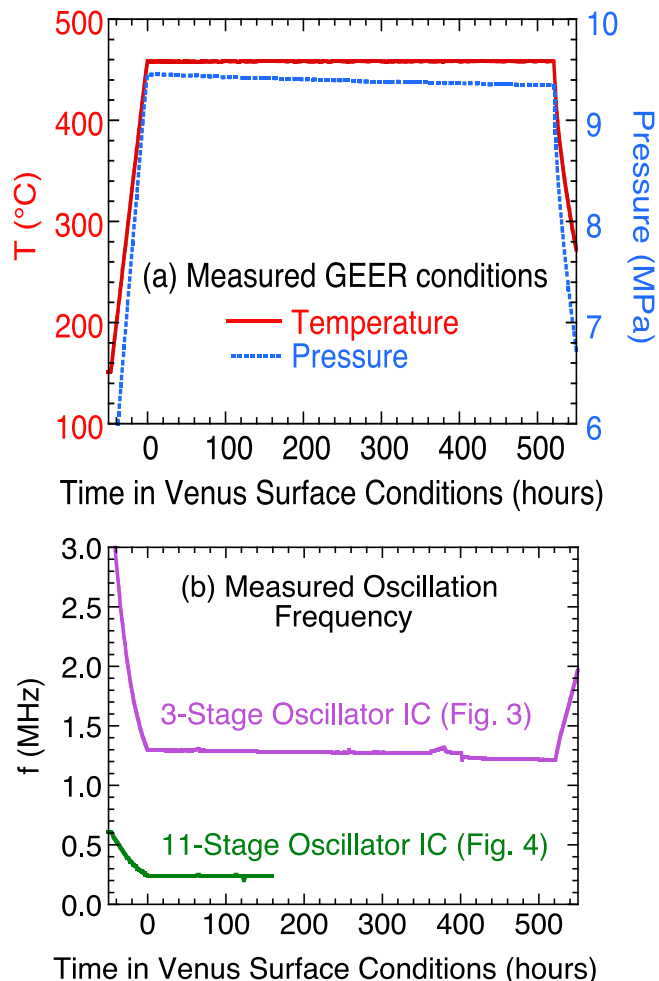 500
400
300
200
100
T (°C)
10
9
8
7
6
Pressure (MPa)
(a) Measured GEER conditions
Temperature
Pressure
0 100 200 300 400 500
Time in Venus Surface Conditions (hours)
3.0
2.5
2.0
1.5
1.0
0.5
0.0
f (MHz)
(b) Measured Oscillation
Frequency
3-Stage Oscillator IC (Fig. 3)
11-Stage Oscillator IC (Fig. 4)
0 100 200 300 400 500
Time in Venus Surface Conditions (hours)